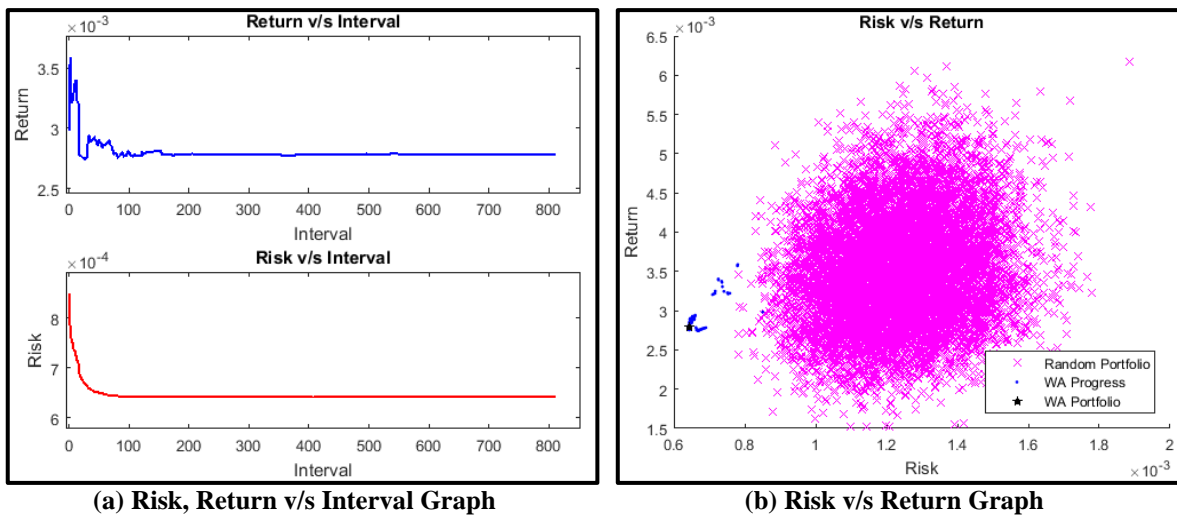 Return v/s Interval
×10⁻³
3.5
3
2.5
Return
0 100 200 300 400 500 600 700 800
Interval
Risk v/s Interval
×10⁻⁴
8
7
6
Risk
0 100 200 300 400 500 600 700 800
Interval
(a) Risk, Return v/s Interval Graph
Risk v/s Return
×10⁻³
6.5
6
5.5
5
4.5
4
3.5
3
2.5
2
1.5
Return
Random Portfolio
WA Progress
WA Portfolio
0.6 0.8 1 1.2 1.4 1.6 1.8 2
Risk
×10⁻³
(b) Risk v/s Return Graph